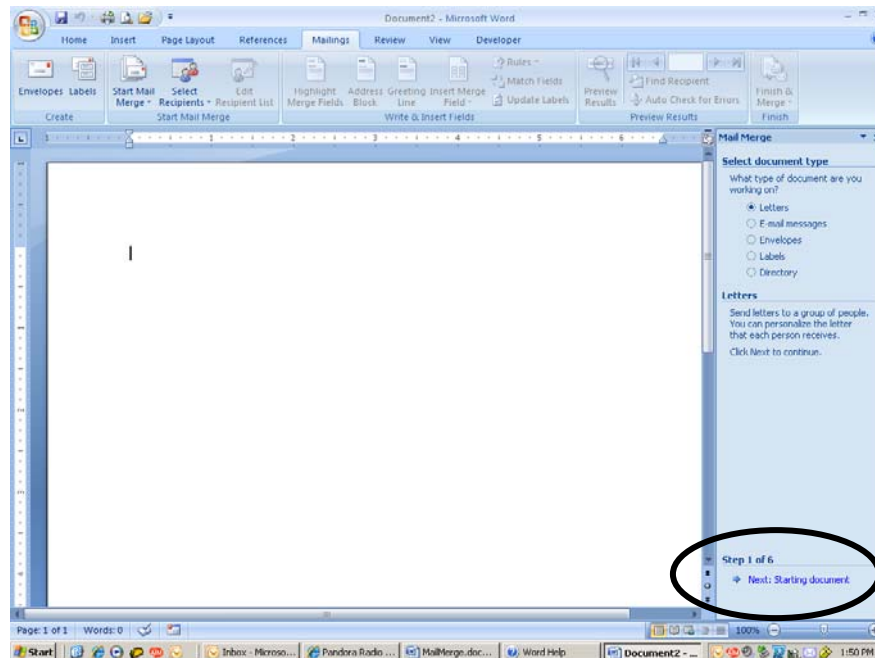 Document2 - Microsoft Word
Home Insert Page Layout References Mailings Review View Developer
Envelopes Labels
Create
Start Mail Merge
Select Recipients
Edit Recipient List
Start Mail Merge
Highlight Merge Fields
Address Block
Greeting Line
Insert Merge Field
Rules
Match Fields
Update Labels
Write & Insert Fields
Preview Results
Find Recipient
Auto Check for Errors
Preview Results
Finish & Merge
Finish
1 2 3 4 5 6
Mail Merge
Select document type
What type of document are you
working on?
Letters
E-mail messages
Envelopes
Labels
Directory
Letters
Send letters to a group of people.
You can personalize the letter
that each person receives.
Click Next to continue.
Step 1 of 6
Next: Starting document
Page: 1 of 1 Words: 0 100%
Start Inbox - Microso... Pandora Radio ... MailMerge.doc... Word Help Document2 - ... 1:50 PM